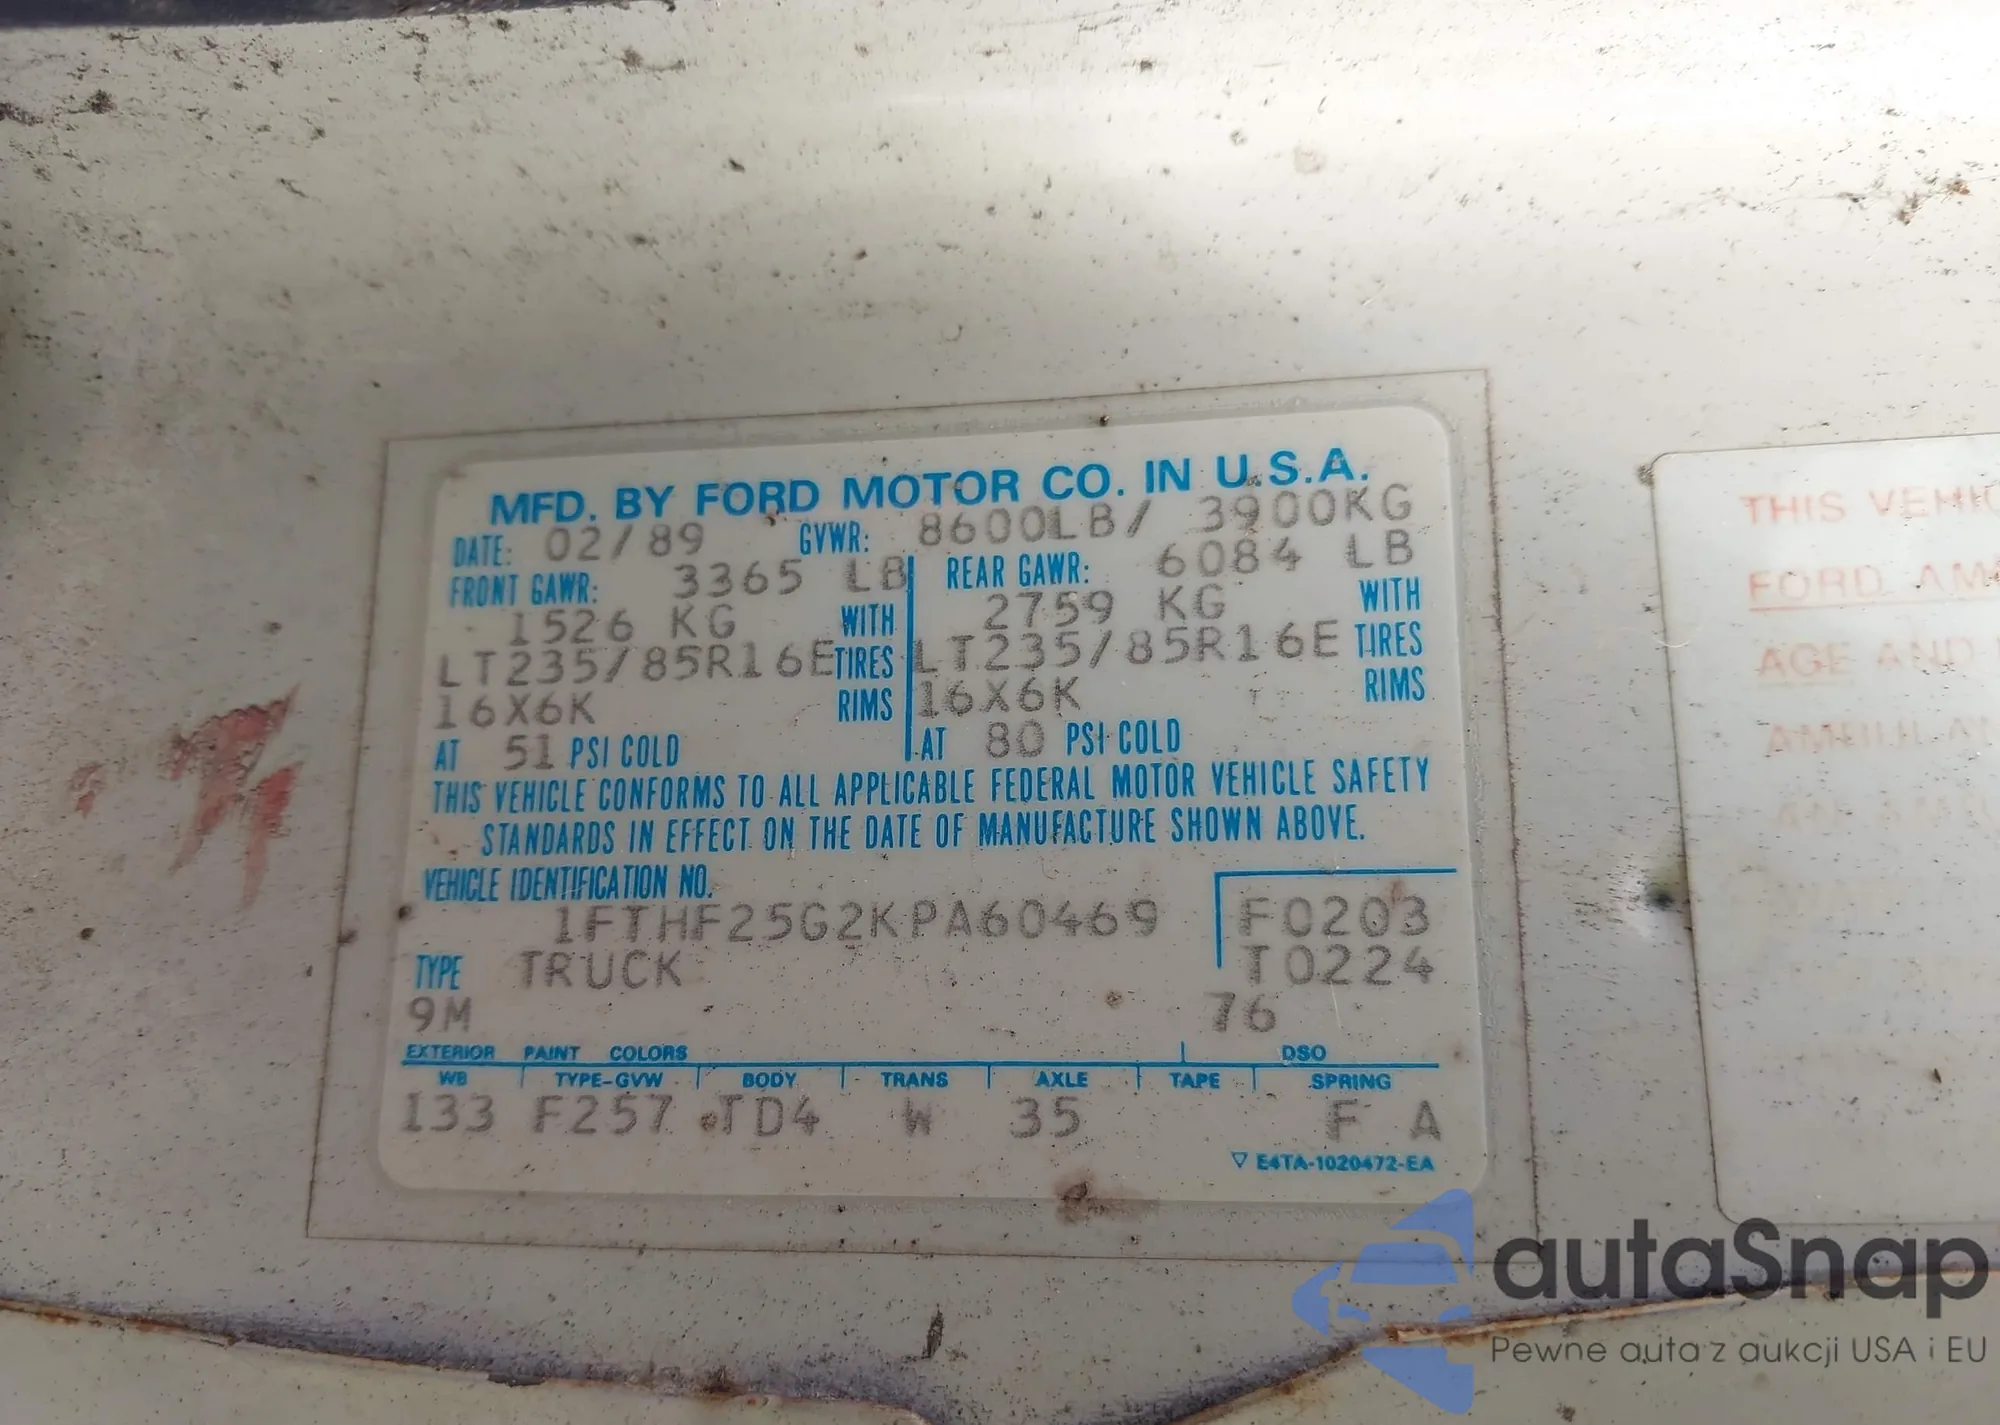 MFD. BY FORD MOTOR CO. IN U.S.A.
DATE: 02/89 GVWR: 8600LB/ 3900KG
FRONT GAWR: 3365 LB REAR GAWR: 6084 LB
1526 KG WITH 2759 KG WITH
LT235/85R16E TIRES LT235/85R16E TIRES
16X6K RIMS 16X6K RIMS
AT 51 PSI COLD AT 80 PSI COLD
THIS VEHICLE CONFORMS TO ALL APPLICABLE FEDERAL MOTOR VEHICLE SAFETY
STANDARDS IN EFFECT ON THE DATE OF MANUFACTURE SHOWN ABOVE.
VEHICLE IDENTIFICATION NO.
1FTHF25G2KPA60469 F0203
TYPE TRUCK T0224
9M 76
EXTERIOR PAINT COLORS DSO
WB TYPE-GVW BODY TRANS AXLE TAPE SPRING
133 F257 TD4 W 35 F A
E4TA-1020472-EA
THIS
FORD
AGE AND
autaSnap
Pewne auta z aukcji USA i EU